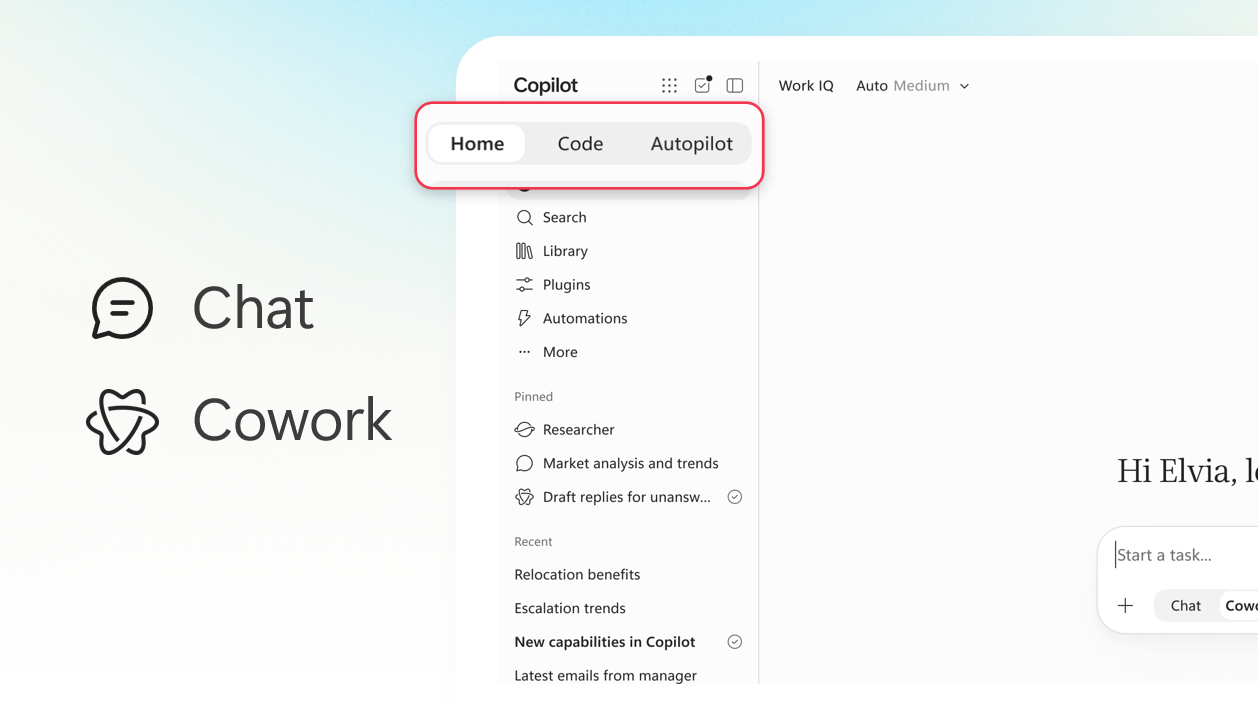 Chat
Cowork
Copilot
Home Code Autopilot
Search
Library
Plugins
Automations
More
Pinned
Researcher
Market analysis and trends
Draft replies for unansw...
Recent
Relocation benefits
Escalation trends
New capabilities in Copilot
Latest emails from manager
Work IQ Auto Medium
Hi Elvia,
Start a task...
Chat